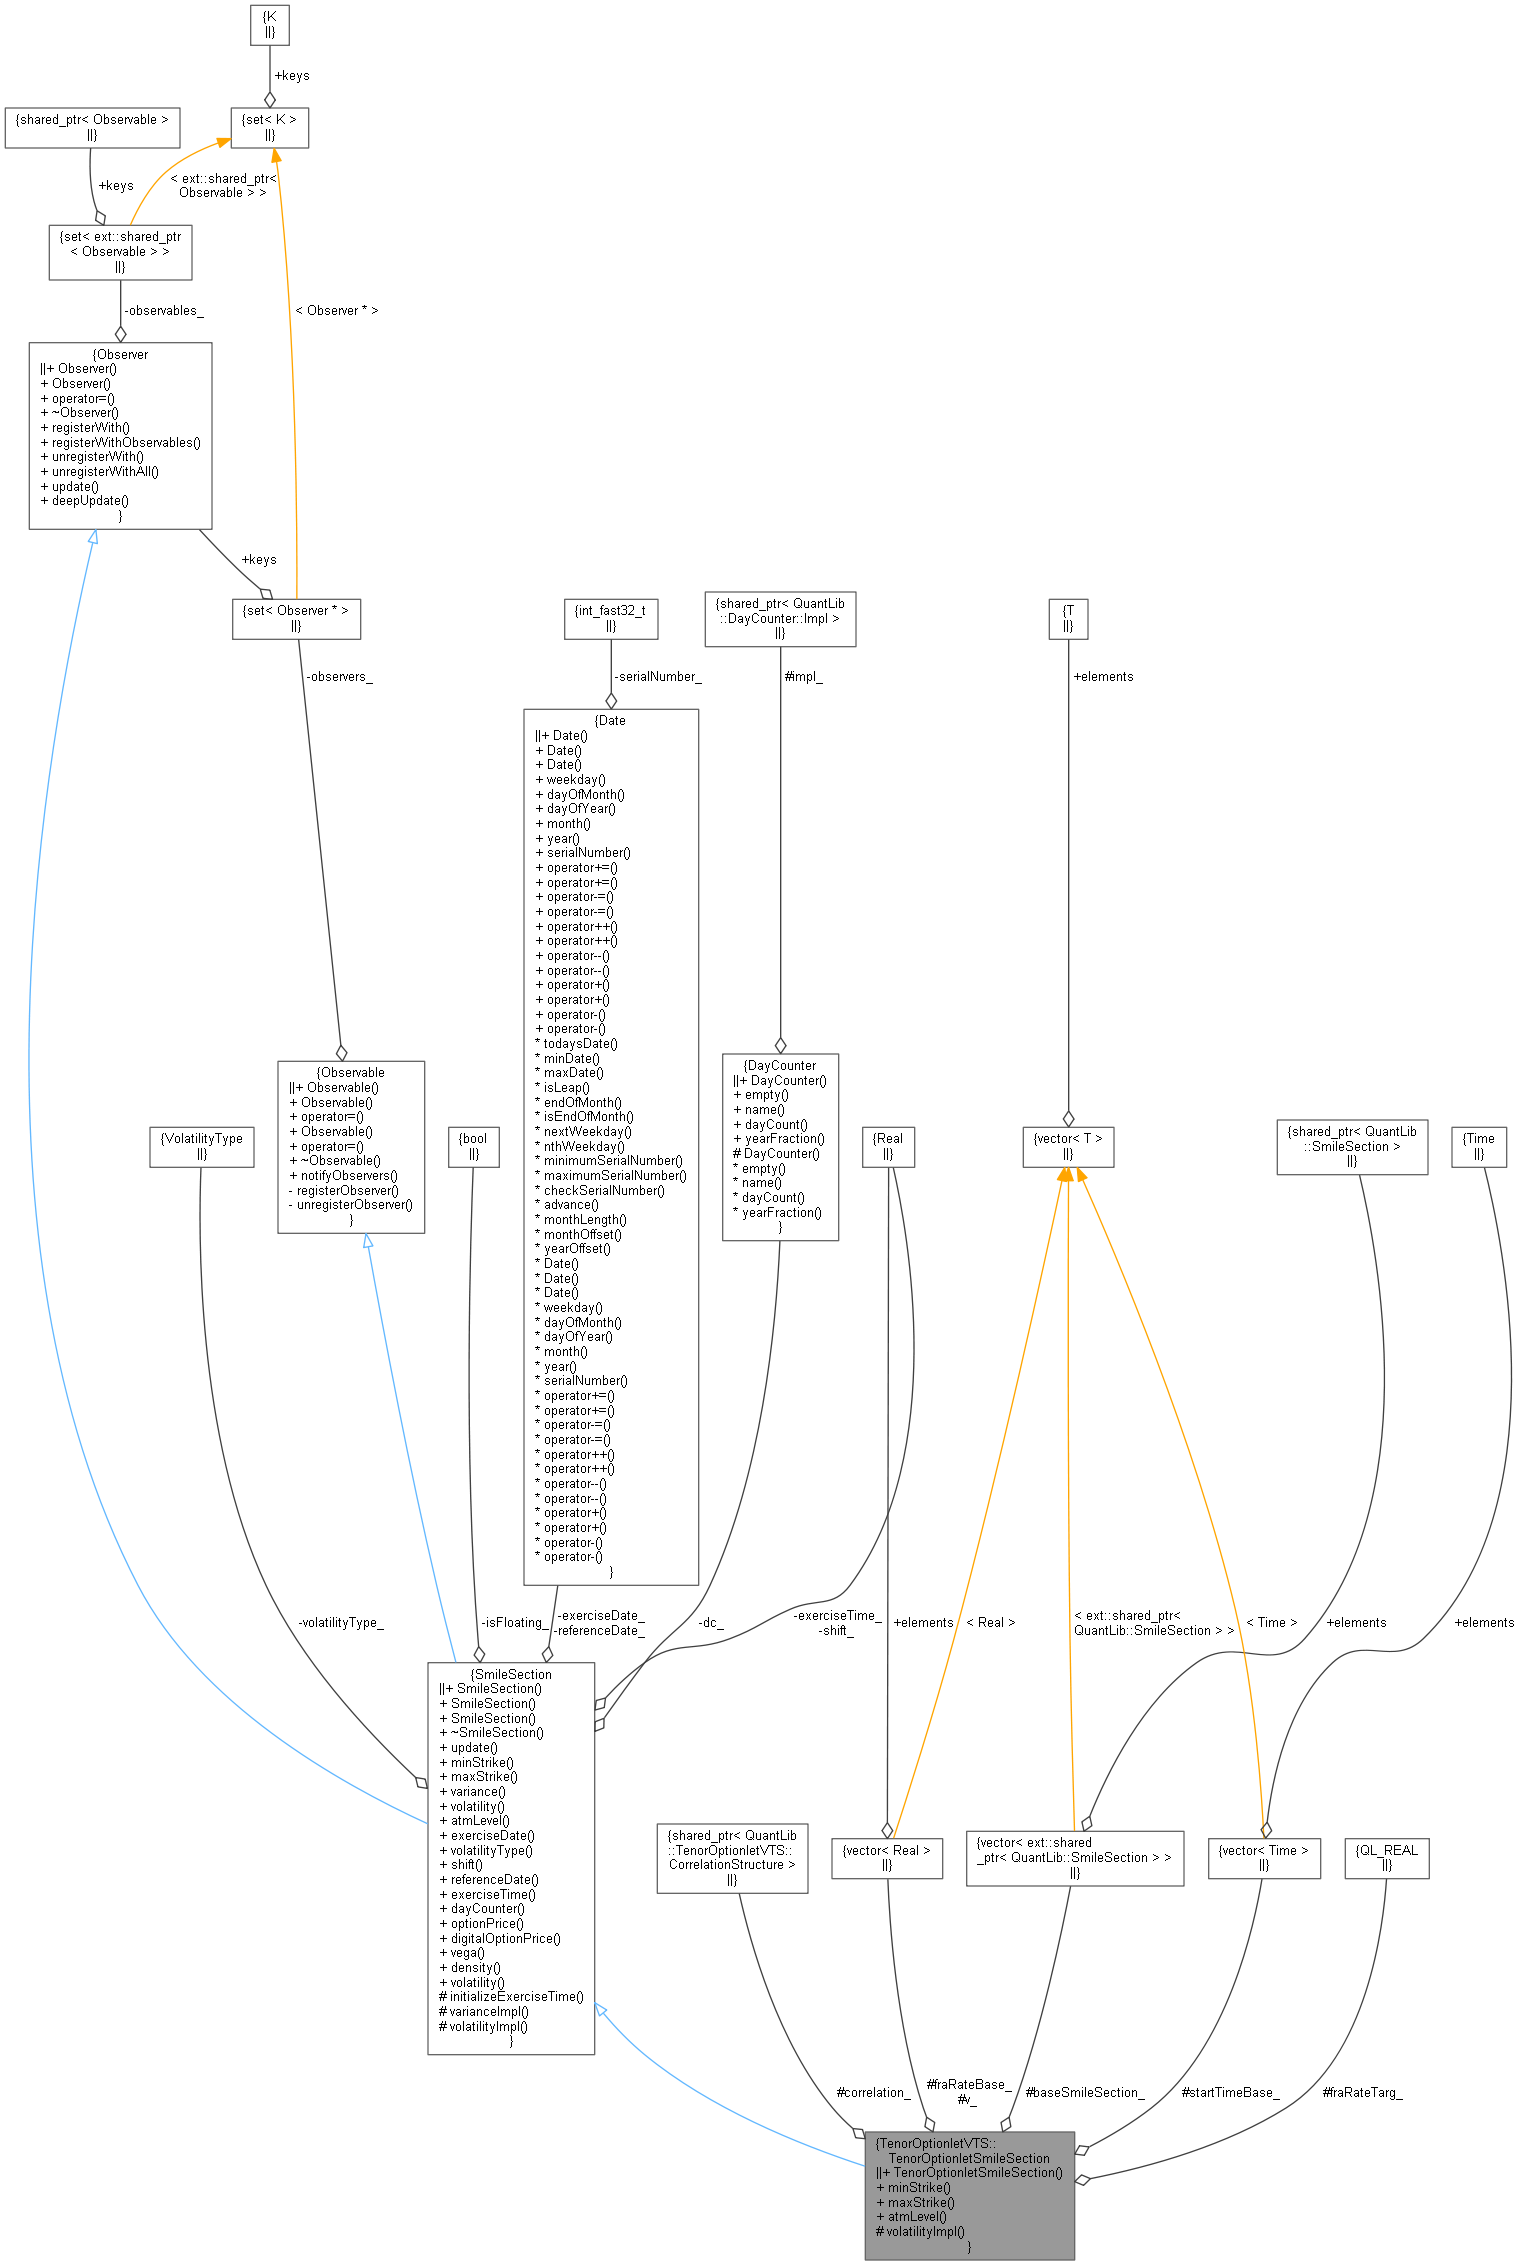 {K
||}
+keys
{shared_ptr< Observable >
||}
{set< K >
||}
+keys
< ext::shared_ptr<
Observable > >
{set< ext::shared_ptr
< Observable > >
||}
-observables_
< Observer * >
{Observer
||+ Observer()
+ Observer()
+ operator=()
+ ~Observer()
+ registerWith()
+ registerWithObservables()
+ unregisterWith()
+ unregisterWithAll()
+ update()
+ deepUpdate()
}
+keys
{set< Observer * >
||}
-observers_
{int_fast32_t
||}
-serialNumber_
{shared_ptr< QuantLib
::DayCounter::Impl >
||}
#impl_
{T
||}
+elements
{Date
||+ Date()
+ Date()
+ Date()
+ weekday()
+ dayOfMonth()
+ dayOfYear()
+ month()
+ year()
+ serialNumber()
+ operator+=()
+ operator+=()
+ operator-=()
+ operator-=()
+ operator++()
+ operator++()
+ operator--()
+ operator--()
+ operator+()
+ operator+()
+ operator-()
+ operator-()
* todaysDate()
* minDate()
* maxDate()
* isLeap()
* endOfMonth()
* isEndOfMonth()
* nextWeekday()
* nthWeekday()
* minimumSerialNumber()
* maximumSerialNumber()
* checkSerialNumber()
* advance()
* monthLength()
* monthOffset()
* yearOffset()
* Date()
* Date()
* Date()
* weekday()
* dayOfMonth()
* dayOfYear()
* month()
* year()
* serialNumber()
* operator+=()
* operator+=()
* operator-=()
* operator-=()
* operator++()
* operator++()
* operator--()
* operator--()
* operator+()
* operator+()
* operator-()
* operator-()
}
{Observable
||+ Observable()
+ Observable()
+ operator=()
+ Observable()
+ operator=()
+ ~Observable()
+ notifyObservers()
- registerObserver()
- unregisterObserver()
}
{DayCounter
||+ DayCounter()
+ empty()
+ name()
+ dayCount()
+ yearFraction()
# DayCounter()
* empty()
* name()
* dayCount()
* yearFraction()
}
{VolatilityType
||}
{bool
||}
{Real
||}
{vector< T >
||}
{shared_ptr< QuantLib
::SmileSection >
||}
{Time
||}
-volatilityType_
-isFloating_
-exerciseDate_
-referenceDate_
-dc_
-exerciseTime_
-shift_
+elements
< Real >
< ext::shared_ptr<
QuantLib::SmileSection > >
< Time >
+elements
+elements
{SmileSection
||+ SmileSection()
+ SmileSection()
+ SmileSection()
+ ~SmileSection()
+ update()
+ minStrike()
+ maxStrike()
+ variance()
+ volatility()
+ atmLevel()
+ exerciseDate()
+ volatilityType()
+ shift()
+ referenceDate()
+ exerciseTime()
+ dayCounter()
+ optionPrice()
+ digitalOptionPrice()
+ vega()
+ density()
+ volatility()
# initializeExerciseTime()
# varianceImpl()
# volatilityImpl()
}
{shared_ptr< QuantLib
::TenorOptionletVTS::
CorrelationStructure >
||}
{vector< Real >
||}
{vector< ext::shared
_ptr< QuantLib::SmileSection > >
||}
{vector< Time >
||}
{QL_REAL
||}
#correlation_
#fraRateBase_
#v_
#baseSmileSection_
#startTimeBase_
#fraRateTarg_
{TenorOptionletVTS::
TenorOptionletSmileSection
||+ TenorOptionletSmileSection()
+ minStrike()
+ maxStrike()
+ atmLevel()
# volatilityImpl()
}